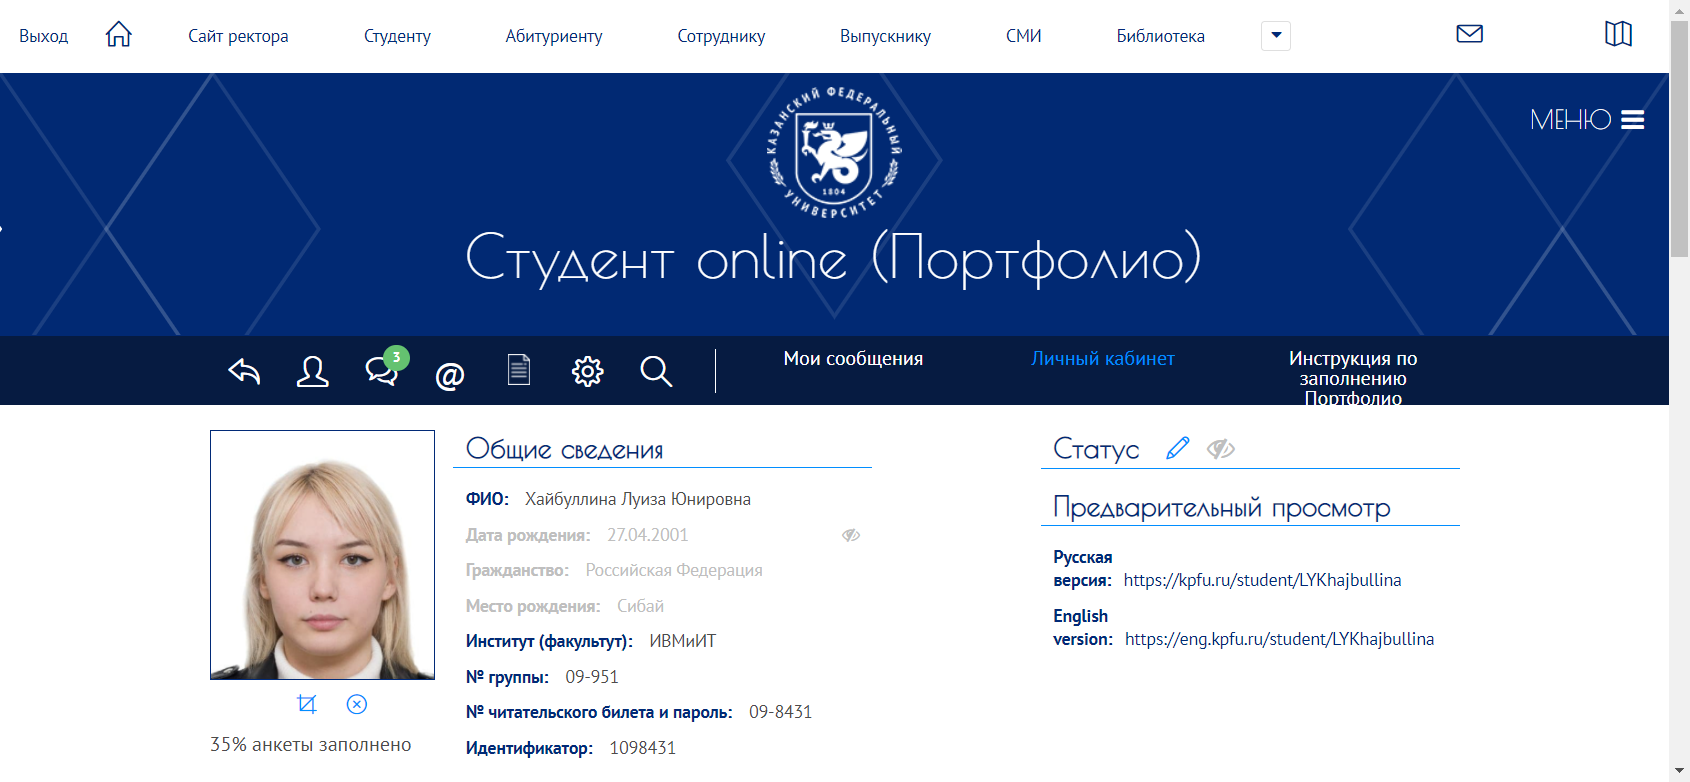 Выход
Сайт ректора
Студенту
Абитуриенту
Сотруднику
Выпускнику
СМИ
Библиотека
КАЗАНСКИЙ ФЕДЕРАЛЬНЫЙ
1804
УНИВЕРСИТЕТ
МЕНЮ
Студент online (Портфолио)
3
@
Мои сообщения
Личный кабинет
Инструкция по
заполнению
Портфолио
Общие сведения
ФИО: Хайбуллина Луиза Юнировна
Дата рождения: 27.04.2001
Гражданство: Российская Федерация
Место рождения: Сибай
Институт (факультут): ИВМиИТ
№ группы: 09-951
№ читательского билета и пароль: 09-8431
Идентификатор: 1098431
35% анкеты заполнено
Статус
Предварительный просмотр
Русская
версия: https://kpfu.ru/student/LYKhajbullina
English
version: https://eng.kpfu.ru/student/LYKhajbullina